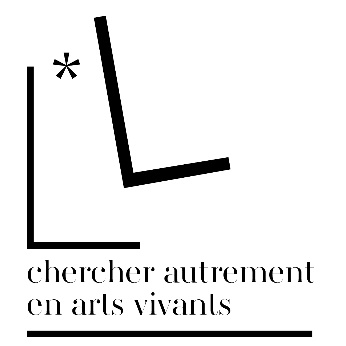 *
L L
chercher autrement
en arts vivants